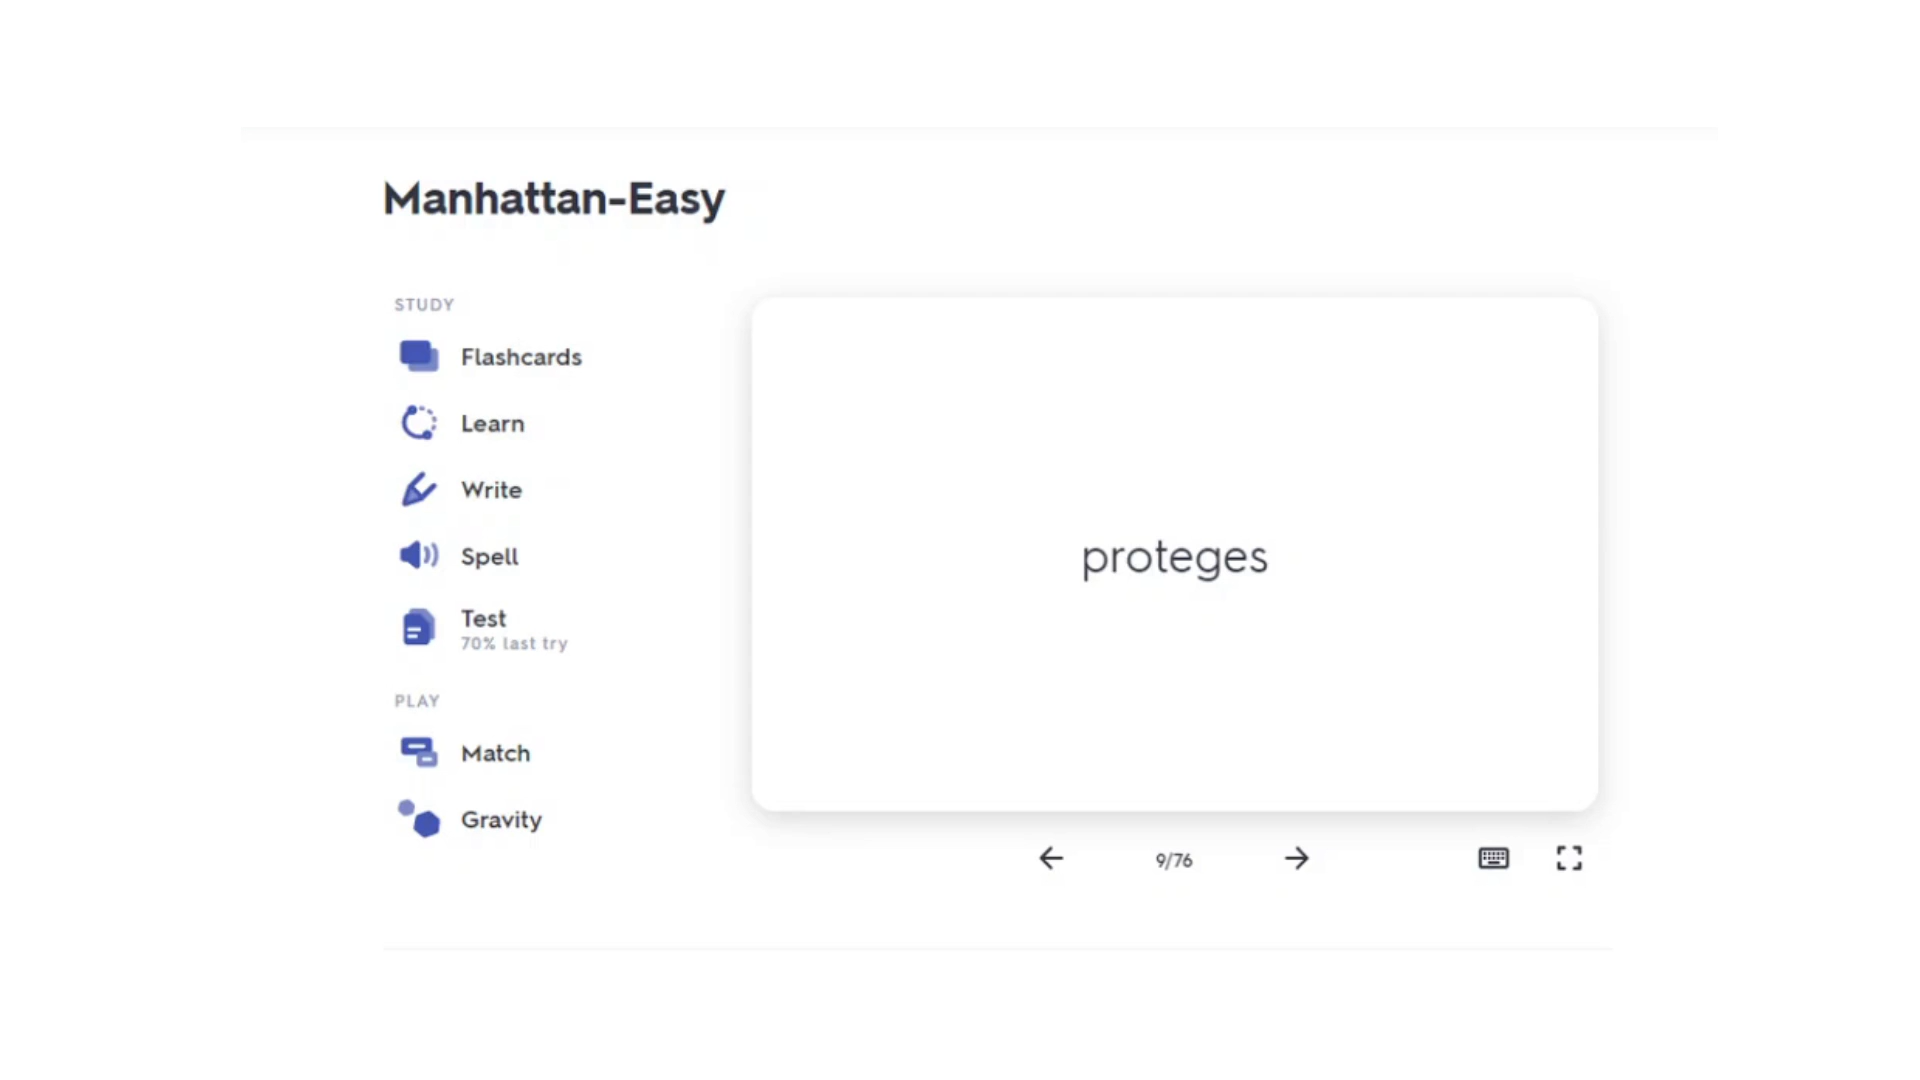 Manhattan-Easy
STUDY
Flashcards
Learn
Write
Spell
Test
70% last try
PLAY
Match
Gravity
proteges
9/76